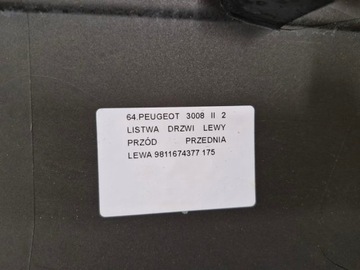 64.PEUGEOT 3008 II 2
LISTWA DRZWI LEWY
PRZÓD PRZEDNIA
LEWA 9811674377 175